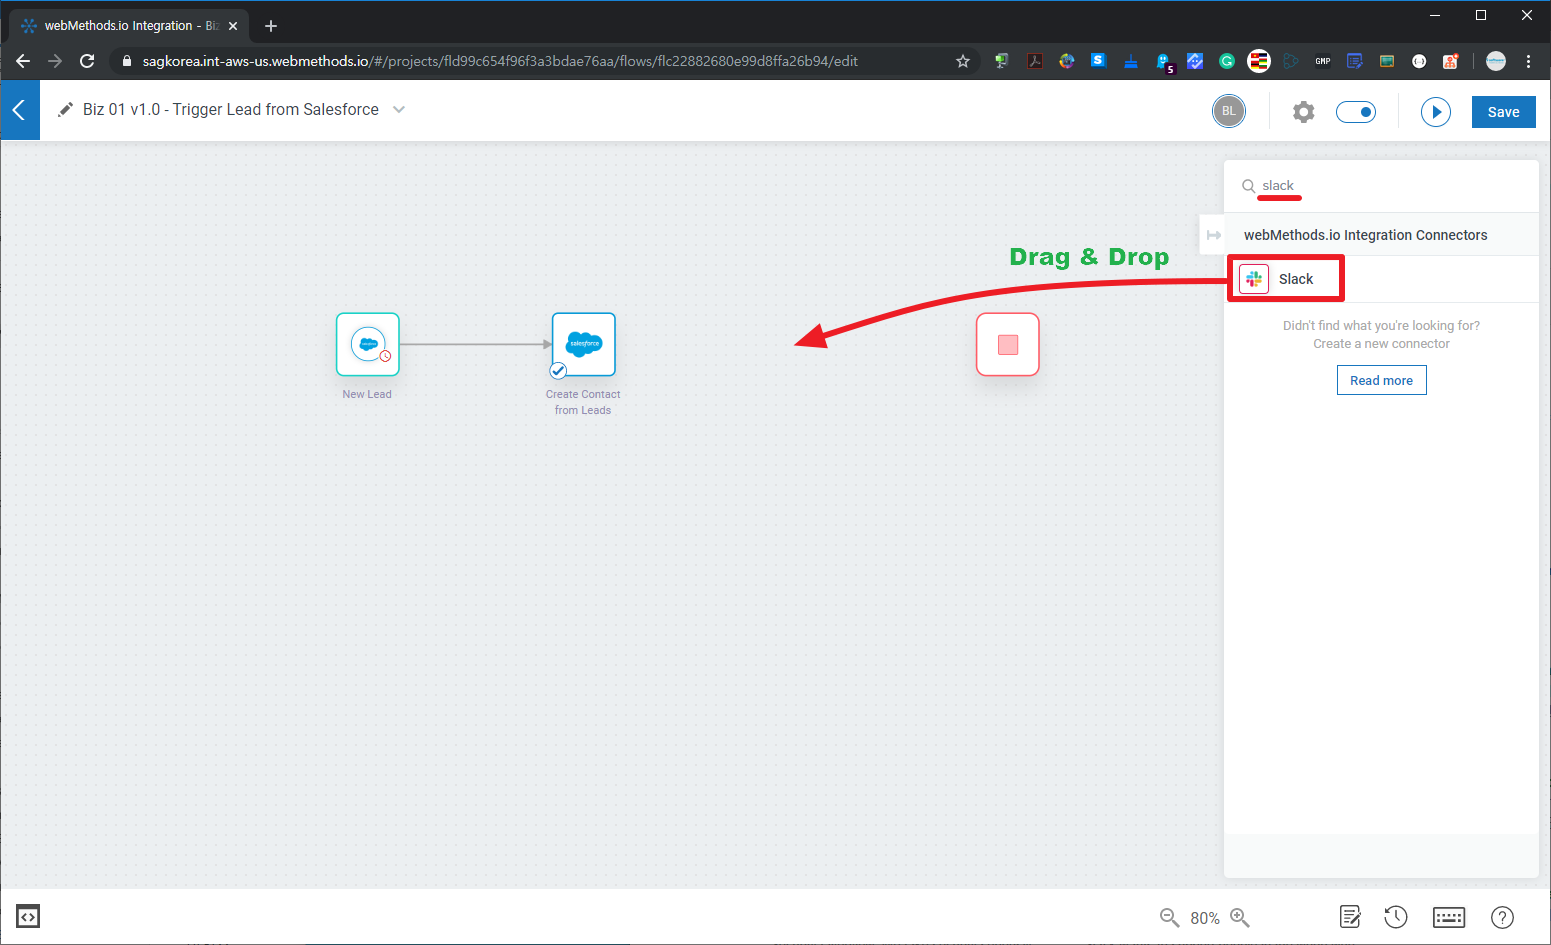 webMethods.io Integration - Biz
sagkorea.int-aws-us.webmethods.io/#/projects/fld99c654f96f3a3bdae76aa/flows/flc22882680e99d8ffa26b94/edit
S
5
G
GMP
Biz 01 v1.0 - Trigger Lead from Salesforce
BL
Save
slack
webMethods.io Integration Connectors
Drag & Drop
Slack
Didn't find what you're looking for?
Create a new connector
Read more
salesforce
New Lead
Create Contact
from Leads
80%